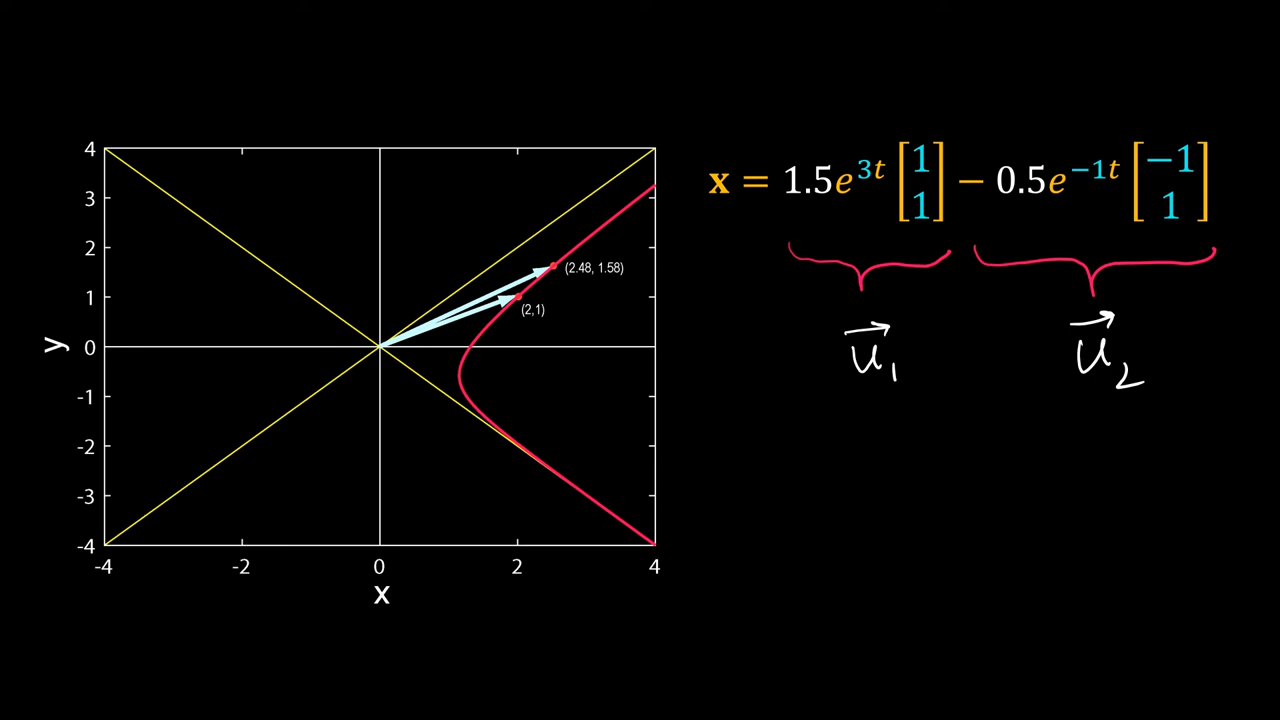 4
3
2
1
0
-1
-2
-3
-4
-4 -2 0 2 4
x
y
(2.48, 1.58)
(2,1)
x = 1.5e^{3t} [1 1] − 0.5e^{−1t} [−1 1]
u⃗₁ u⃗₂